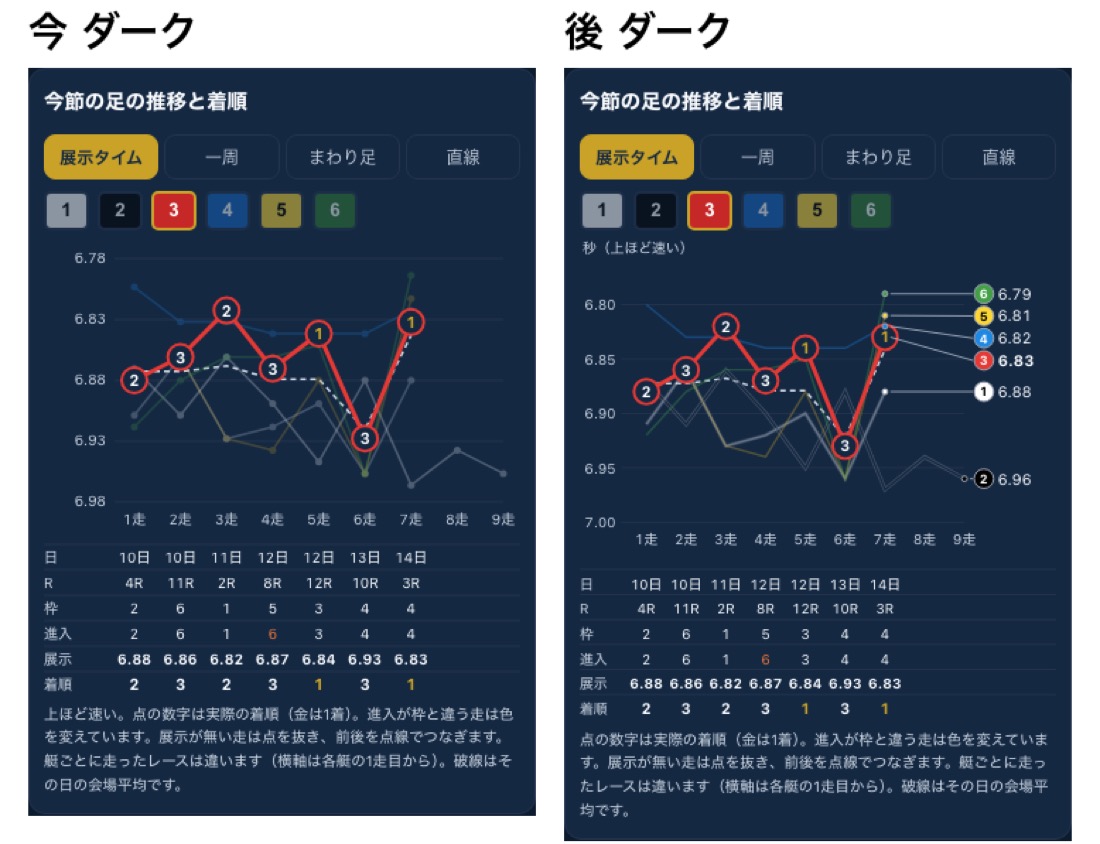 今 ダーク
今節の足の推移と着順
展示タイム 一周 まわり足 直線
1 2 3 4 5 6
6.78
6.83
6.88
6.93
6.98
2 3 2 3 1 3 1
1走 2走 3走 4走 5走 6走 7走 8走 9走
日 10日 10日 11日 12日 12日 13日 14日
R 4R 11R 2R 8R 12R 10R 3R
枠 2 6 1 5 3 4 4
進入 2 6 1 6 3 4 4
展示 6.88 6.86 6.82 6.87 6.84 6.93 6.83
着順 2 3 2 3 1 3 1
上ほど速い。点の数字は実際の着順（金は1着）。進入が枠と違う走は色
を変えています。展示が無い走は点を抜き、前後を点線でつなぎます。
艇ごとに走ったレースは違います（横軸は各艇の1走目から）。破線はそ
の日の会場平均です。
後 ダーク
今節の足の推移と着順
展示タイム 一周 まわり足 直線
1 2 3 4 5 6
秒（上ほど速い）
6.80
6.85
6.90
6.95
7.00
2 3 2 3 1 3 1
6 6.79
5 6.81
4 6.82
3 6.83
1 6.88
2 6.96
1走 2走 3走 4走 5走 6走 7走 8走 9走
日 10日 10日 11日 12日 12日 13日 14日
R 4R 11R 2R 8R 12R 10R 3R
枠 2 6 1 5 3 4 4
進入 2 6 1 6 3 4 4
展示 6.88 6.86 6.82 6.87 6.84 6.93 6.83
着順 2 3 2 3 1 3 1
点の数字は実際の着順（金は1着）。進入が枠と違う走は色を変えていま
す。展示が無い走は点を抜き、前後を点線でつなぎます。艇ごとに走っ
たレースは違います（横軸は各艇の1走目から）。破線はその日の会場平
均です。